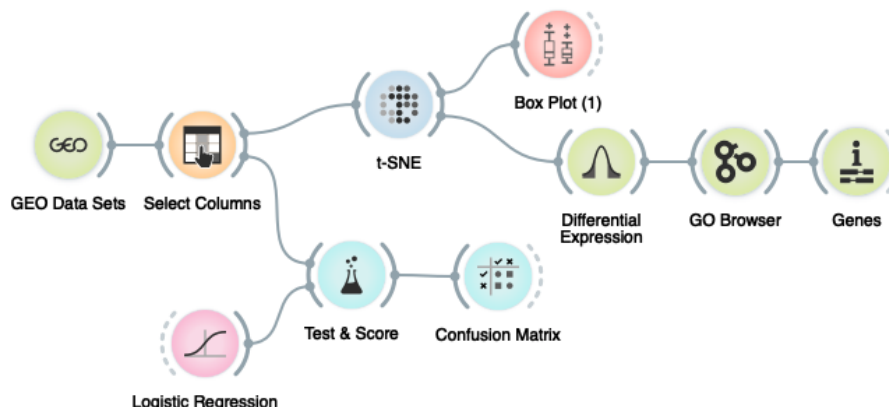 Box Plot (1)
GEO
t-SNE
GEO Data Sets
Select Columns
Differential
Expression
GO Browser
Genes
Test & Score
Confusion Matrix
Logistic Regression